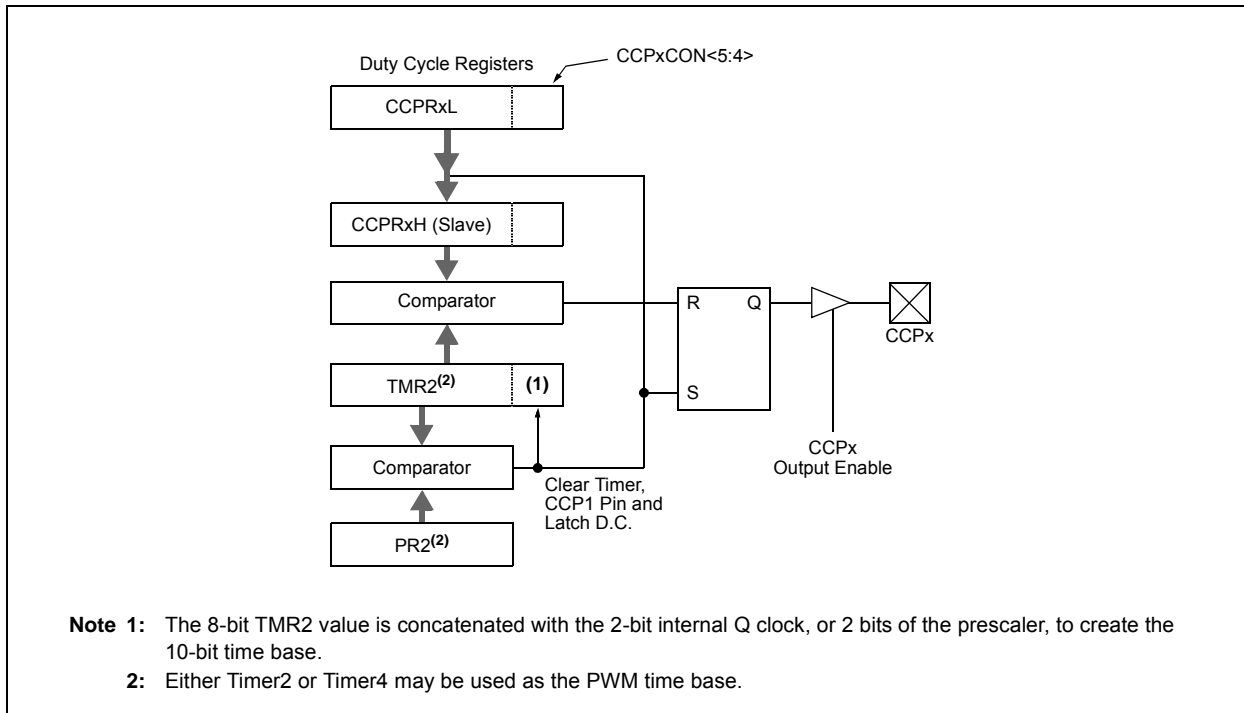 Duty Cycle Registers
CCPxCON<5:4>
CCPRxL
CCPRxH (Slave)
Comparator
R Q
CCPx
TMR2(2) (1)
S
Comparator
CCPx
Output Enable
Clear Timer,
CCP1 Pin and
Latch D.C.
PR2(2)
Note 1: The 8-bit TMR2 value is concatenated with the 2-bit internal Q clock, or 2 bits of the prescaler, to create the
10-bit time base.
2: Either Timer2 or Timer4 may be used as the PWM time base.